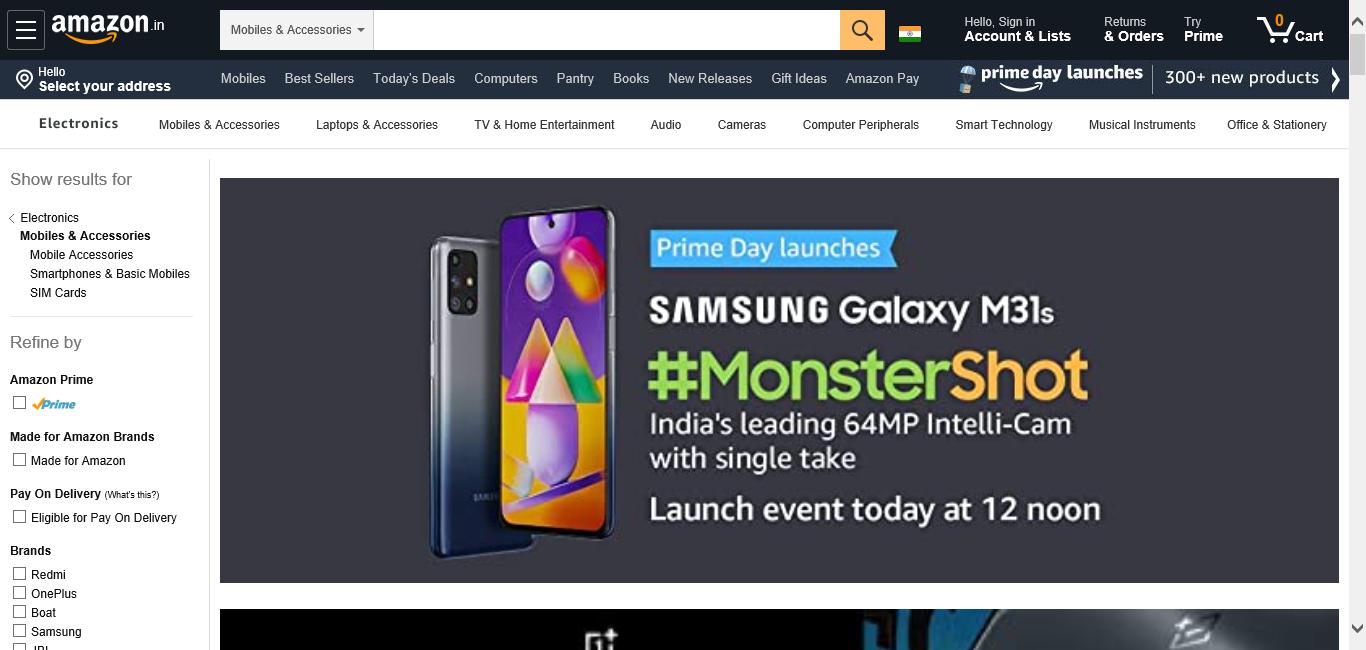 amazon.in
Mobiles & Accessories
Hello, Sign in
Account & Lists
Returns
& Orders
Try
Prime
0
Cart
Hello
Select your address
Mobiles
Best Sellers
Today's Deals
Computers
Pantry
Books
New Releases
Gift Ideas
Amazon Pay
prime day launches
300+ new products
Electronics
Mobiles & Accessories
Laptops & Accessories
TV & Home Entertainment
Audio
Cameras
Computer Peripherals
Smart Technology
Musical Instruments
Office & Stationery
Show results for
Electronics
Mobiles & Accessories
Mobile Accessories
Smartphones & Basic Mobiles
SIM Cards
Refine by
Amazon Prime
Prime
Made for Amazon Brands
Made for Amazon
Pay On Delivery (What's this?)
Eligible for Pay On Delivery
Brands
Redmi
OnePlus
Boat
Samsung
Prime Day launches
SAMSUNG Galaxy M31s
#MonsterShot
India's leading 64MP Intelli-Cam
with single take
Launch event today at 12 noon